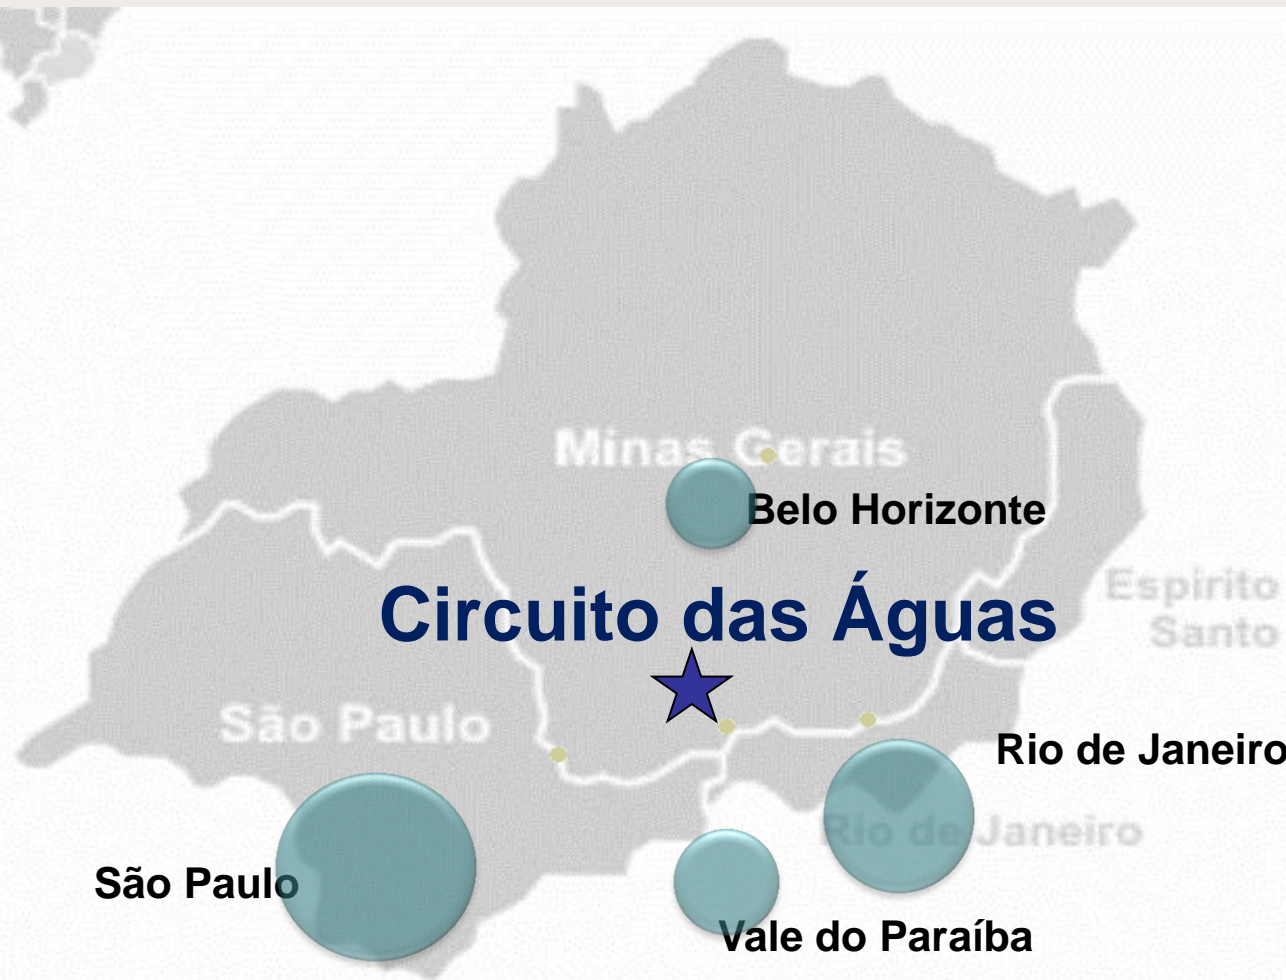 Minas Gerais
Belo Horizonte
Circuito das Águas
Espirito
Santo
São Paulo
Rio de Janeiro
Rio de Janeiro
São Paulo
Vale do Paraíba